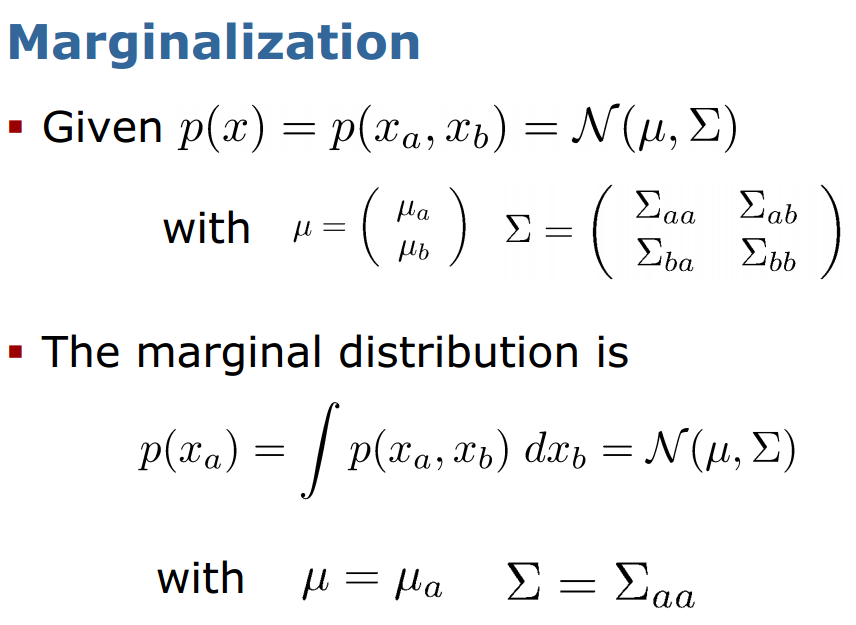 Marginalization
▪ Given $p(x) = p(x_a, x_b) = \mathcal{N}(\mu, \Sigma)$
with $\mu = \begin{pmatrix} \mu_a \\ \mu_b \end{pmatrix}$ $\Sigma = \begin{pmatrix} \Sigma_{aa} & \Sigma_{ab} \\ \Sigma_{ba} & \Sigma_{bb} \end{pmatrix}$
▪ The marginal distribution is
$p(x_a) = \int p(x_a, x_b) \; dx_b = \mathcal{N}(\mu, \Sigma)$
with $\mu = \mu_a$ $\Sigma = \Sigma_{aa}$